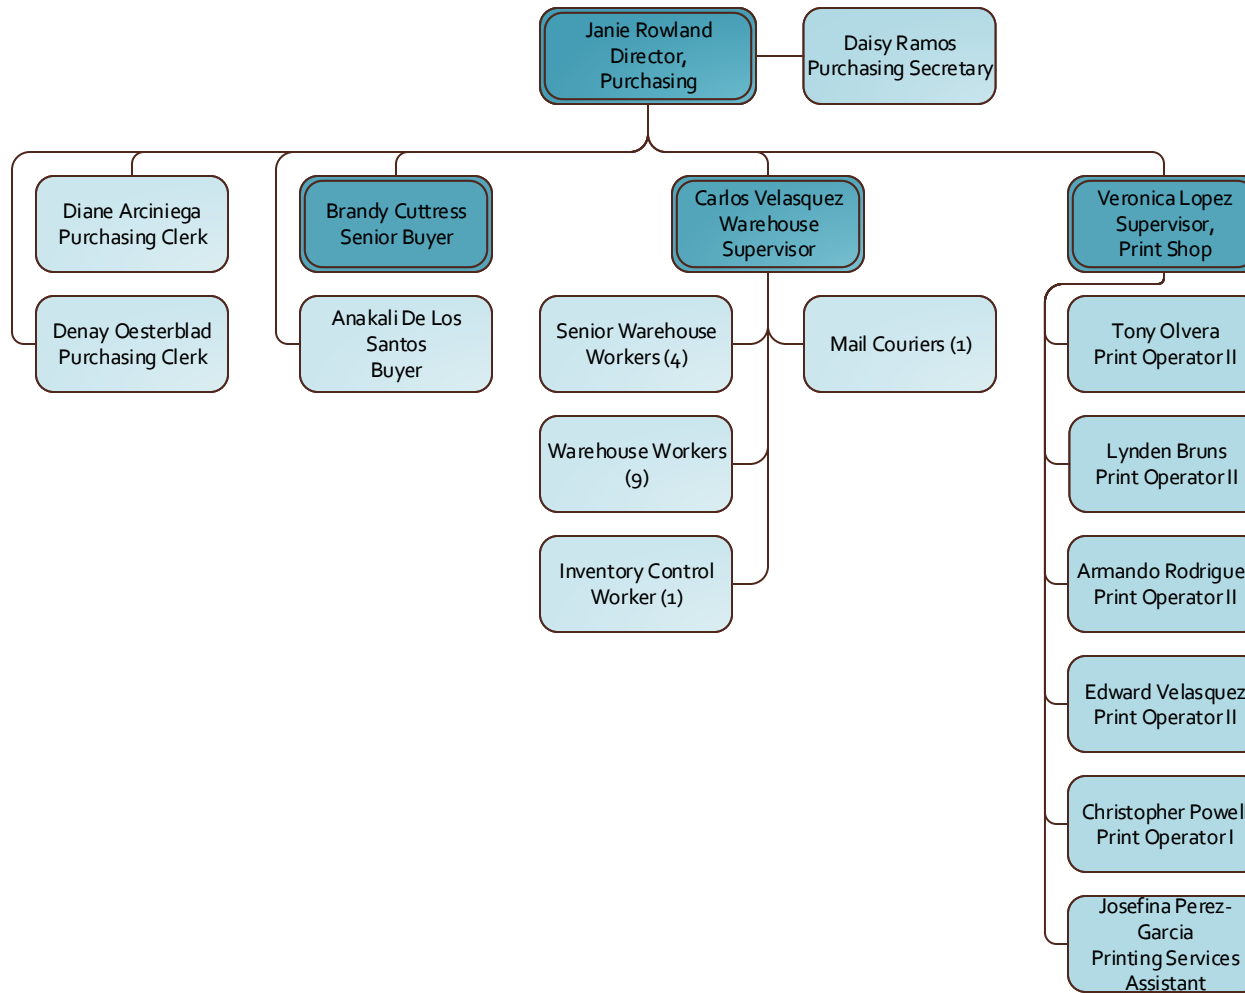 Janie Rowland
Director,
Purchasing
Daisy Ramos
Purchasing Secretary
Diane Arciniega
Purchasing Clerk
Brandy Cuttress
Senior Buyer
Carlos Velasquez
Warehouse
Supervisor
Veronica Lopez
Supervisor,
Print Shop
Denay Oesterblad
Purchasing Clerk
Anakali De Los
Santos
Buyer
Senior Warehouse
Workers (4)
Mail Couriers (1)
Tony Olvera
Print Operator II
Warehouse Workers
(9)
Lynden Bruns
Print Operator II
Inventory Control
Worker (1)
Armando Rodrigue
Print Operator II
Edward Velasquez
Print Operator II
Christopher Powell
Print Operator I
Josefina Perez-
Garcia
Printing Services
Assistant